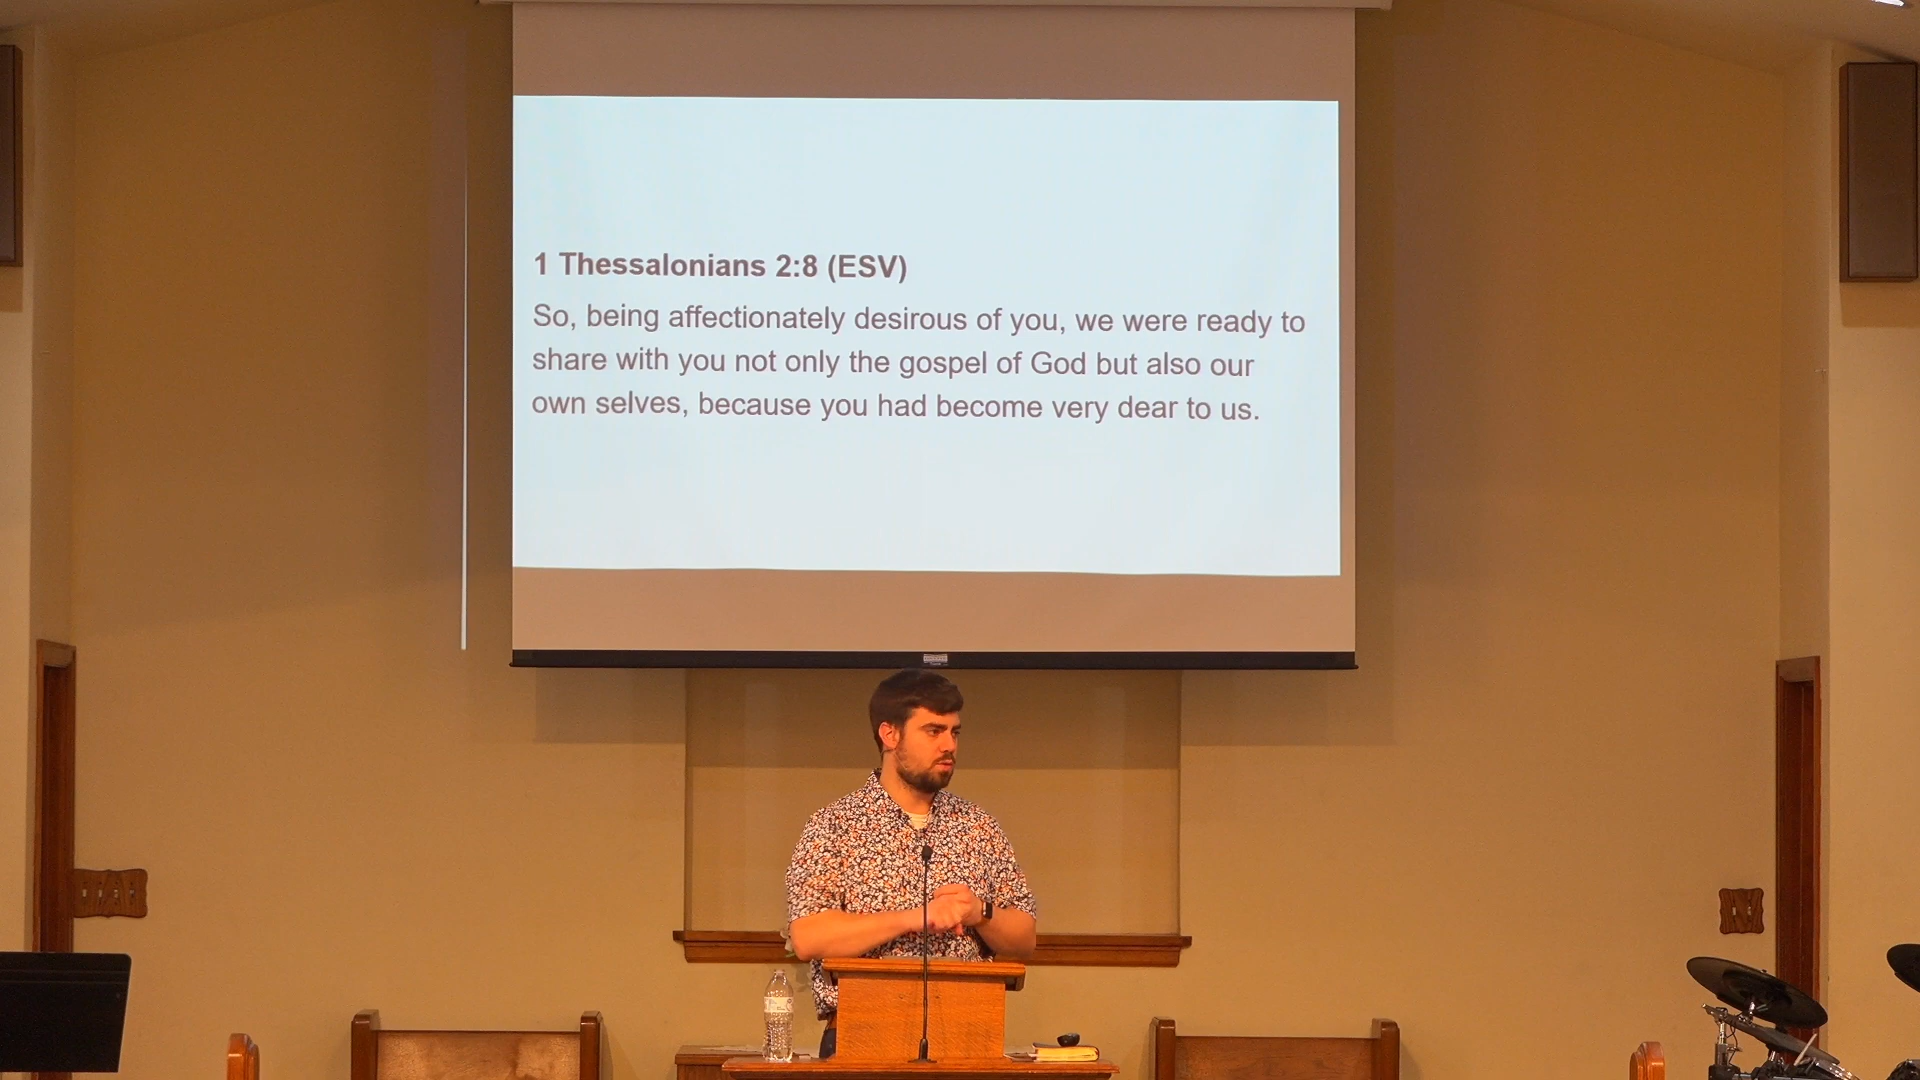 1 Thessalonians 2:8 (ESV)
So, being affectionately desirous of you, we were ready to
share with you not only the gospel of God but also our
own selves, because you had become very dear to us.